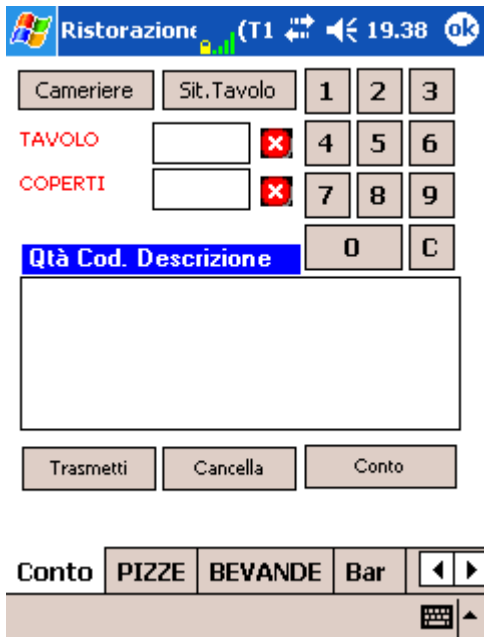 Ristorazione (T1 19.38 ok
Cameriere Sit.Tavolo 1 2 3
TAVOLO 4 5 6
COPERTI 7 8 9
Qtà Cod. Descrizione 0 C
Trasmetti Cancella Conto
Conto PIZZE BEVANDE Bar